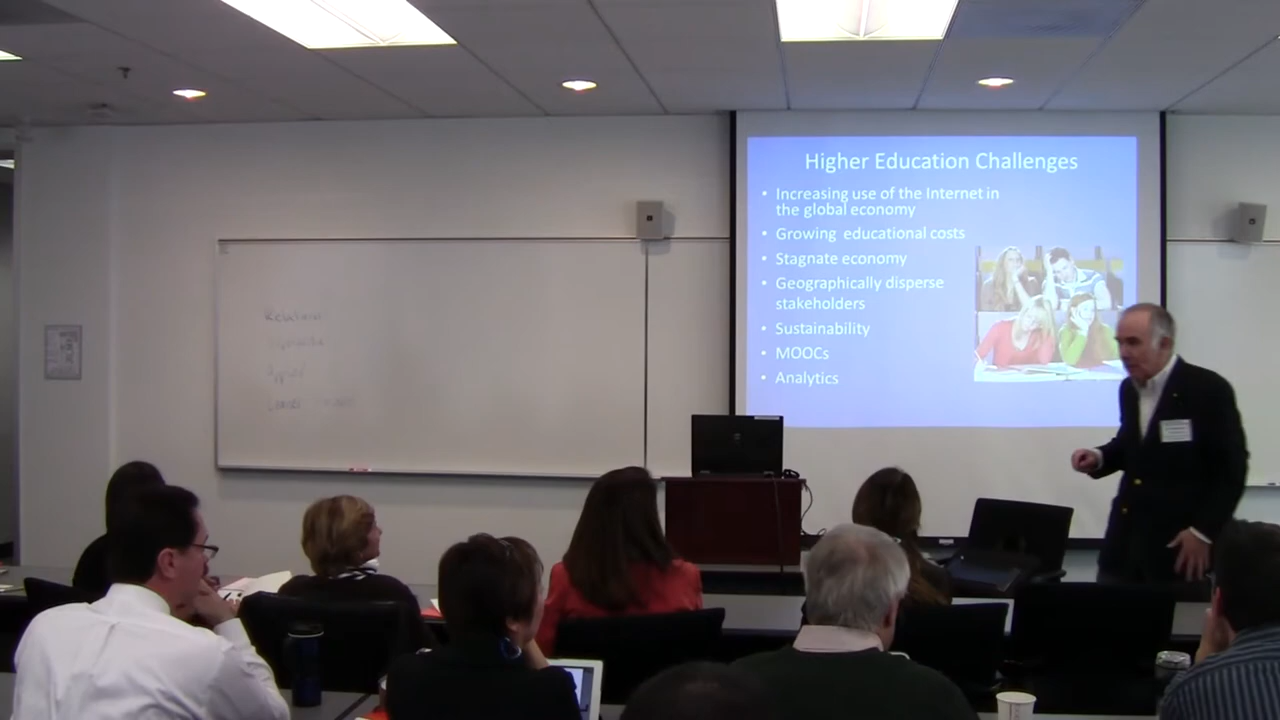 Higher Education Challenges
• Increasing use of the Internet in
the global economy
• Growing educational costs
• Stagnate economy
• Geographically disperse
stakeholders
• Sustainability
• MOOCs
• Analytics